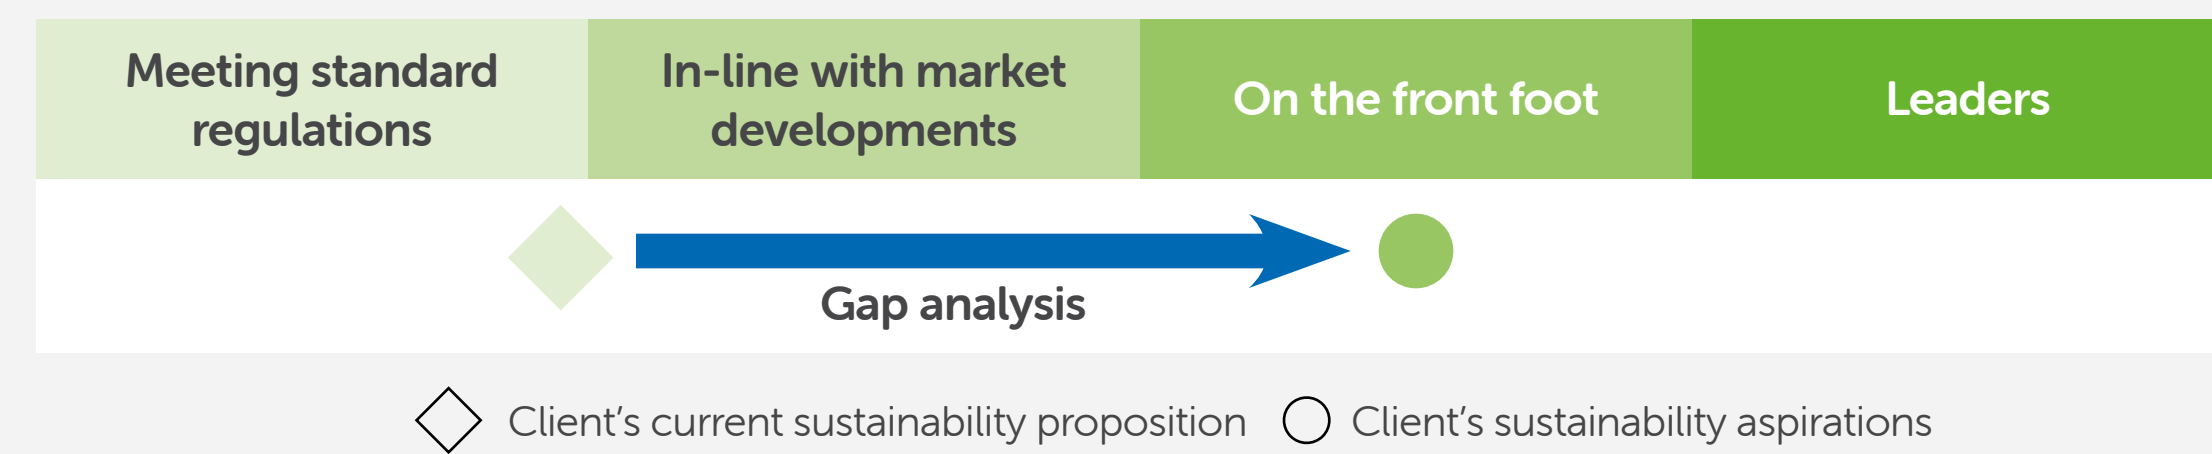 Meeting standard
regulations
In-line with market
developments
On the front foot
Leaders
Gap analysis
Client’s current sustainability proposition
Client’s sustainability aspirations